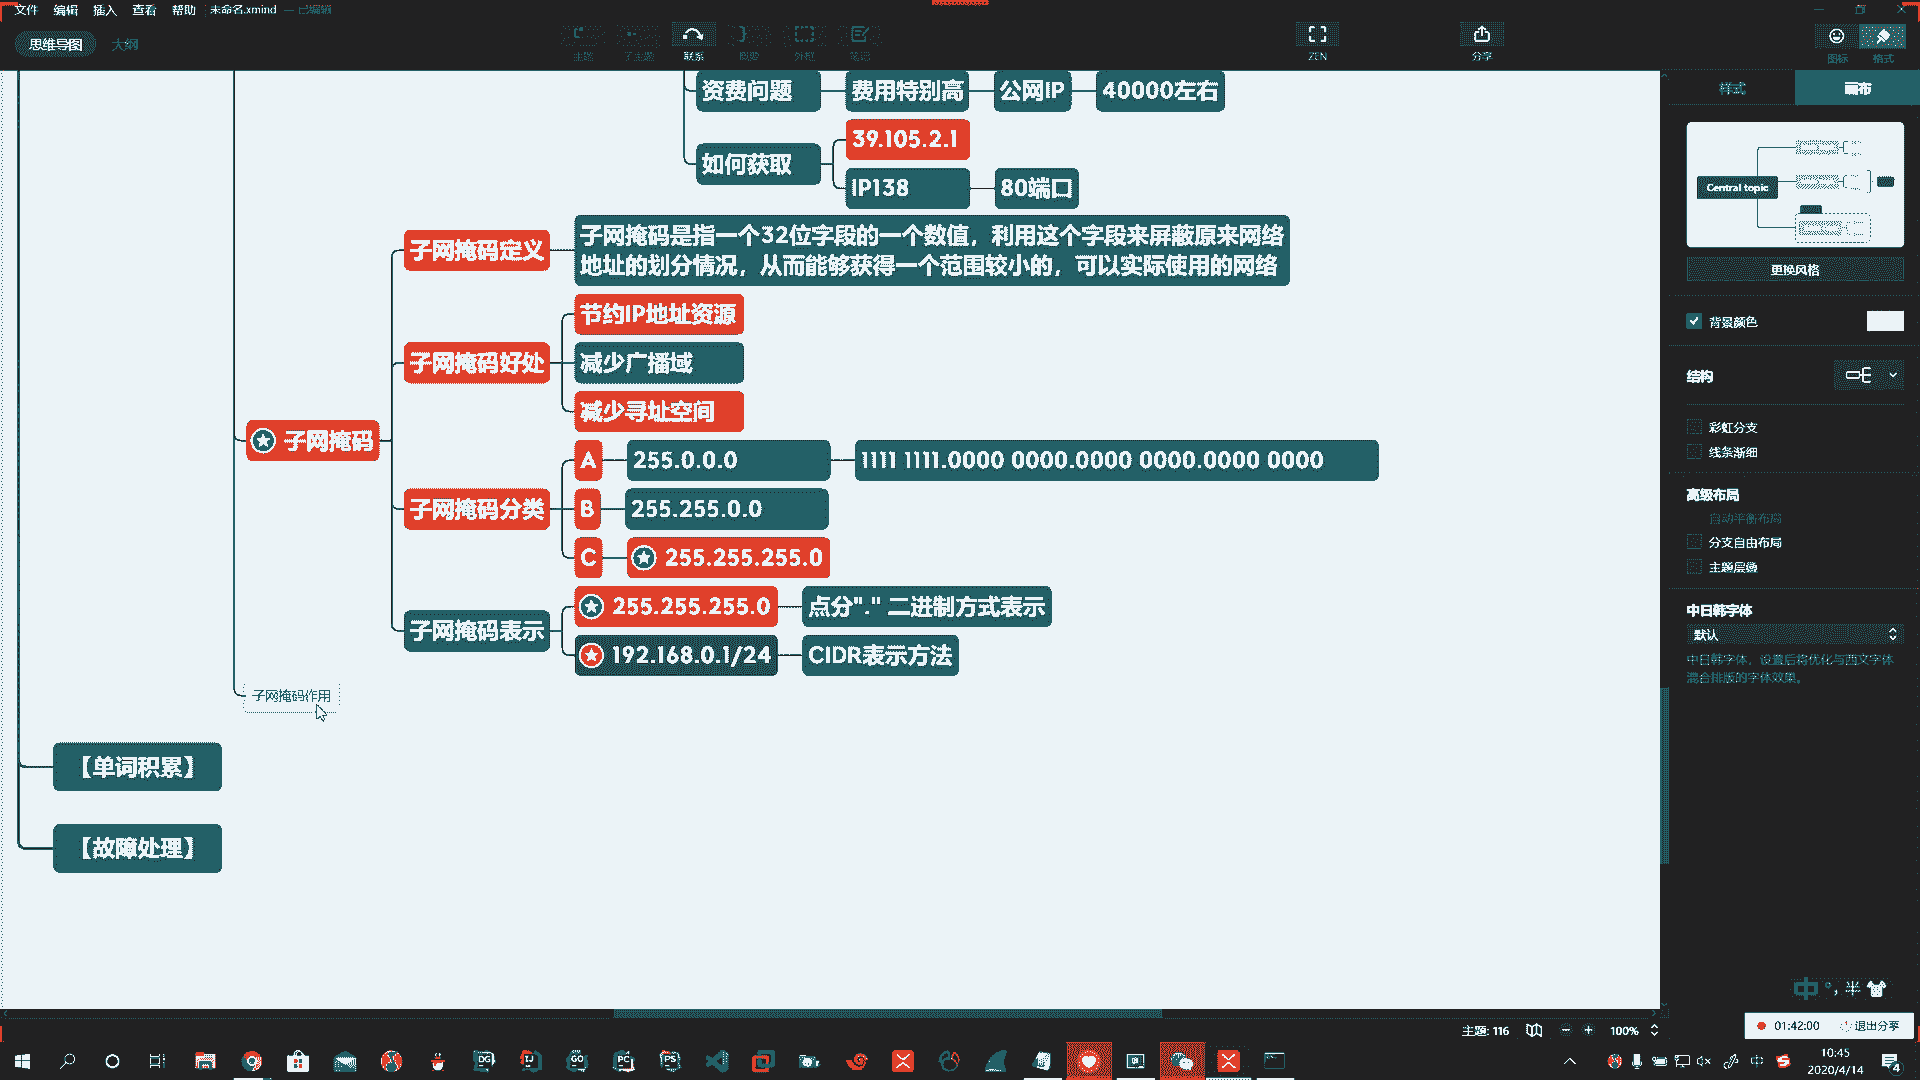 文件 编辑 插入 查看 帮助 未命名.xmind — 已编辑
思维导图 大纲
主题 子主题 联系 概要 外框 笔记 ZEN 分享 图标 格式
资费问题 费用特别高 公网IP 40000左右
39.105.2.1
如何获取
IP138 80端口
子网掩码定义
子网掩码是指一个32位字段的一个数值，利用这个字段来屏蔽原来网络
地址的划分情况，从而能够获得一个范围较小的，可以实际使用的网络
子网掩码好处
节约IP地址资源
减少广播域
减少寻址空间
子网掩码
子网掩码分类
A 255.0.0.0 1111 1111.0000 0000.0000 0000.0000 0000
B 255.255.0.0
C 255.255.255.0
子网掩码表示
255.255.255.0 点分"." 二进制方式表示
192.168.0.1/24 CIDR表示方法
子网掩码作用
【单词积累】
【故障处理】
样式 画布
Central topic
更换风格
背景颜色
结构
彩虹分支
线条渐细
高级布局
自动平衡布局
分支自由布局
主题层叠
中日韩字体
默认
中日韩字体，设置后将优化与西文字体
混合排版的字体效果。
中 °, 半
主题: 116 100%
01:42:00 退出分享
DG IJ GO PC PS
中
10:45
2020/4/14
4